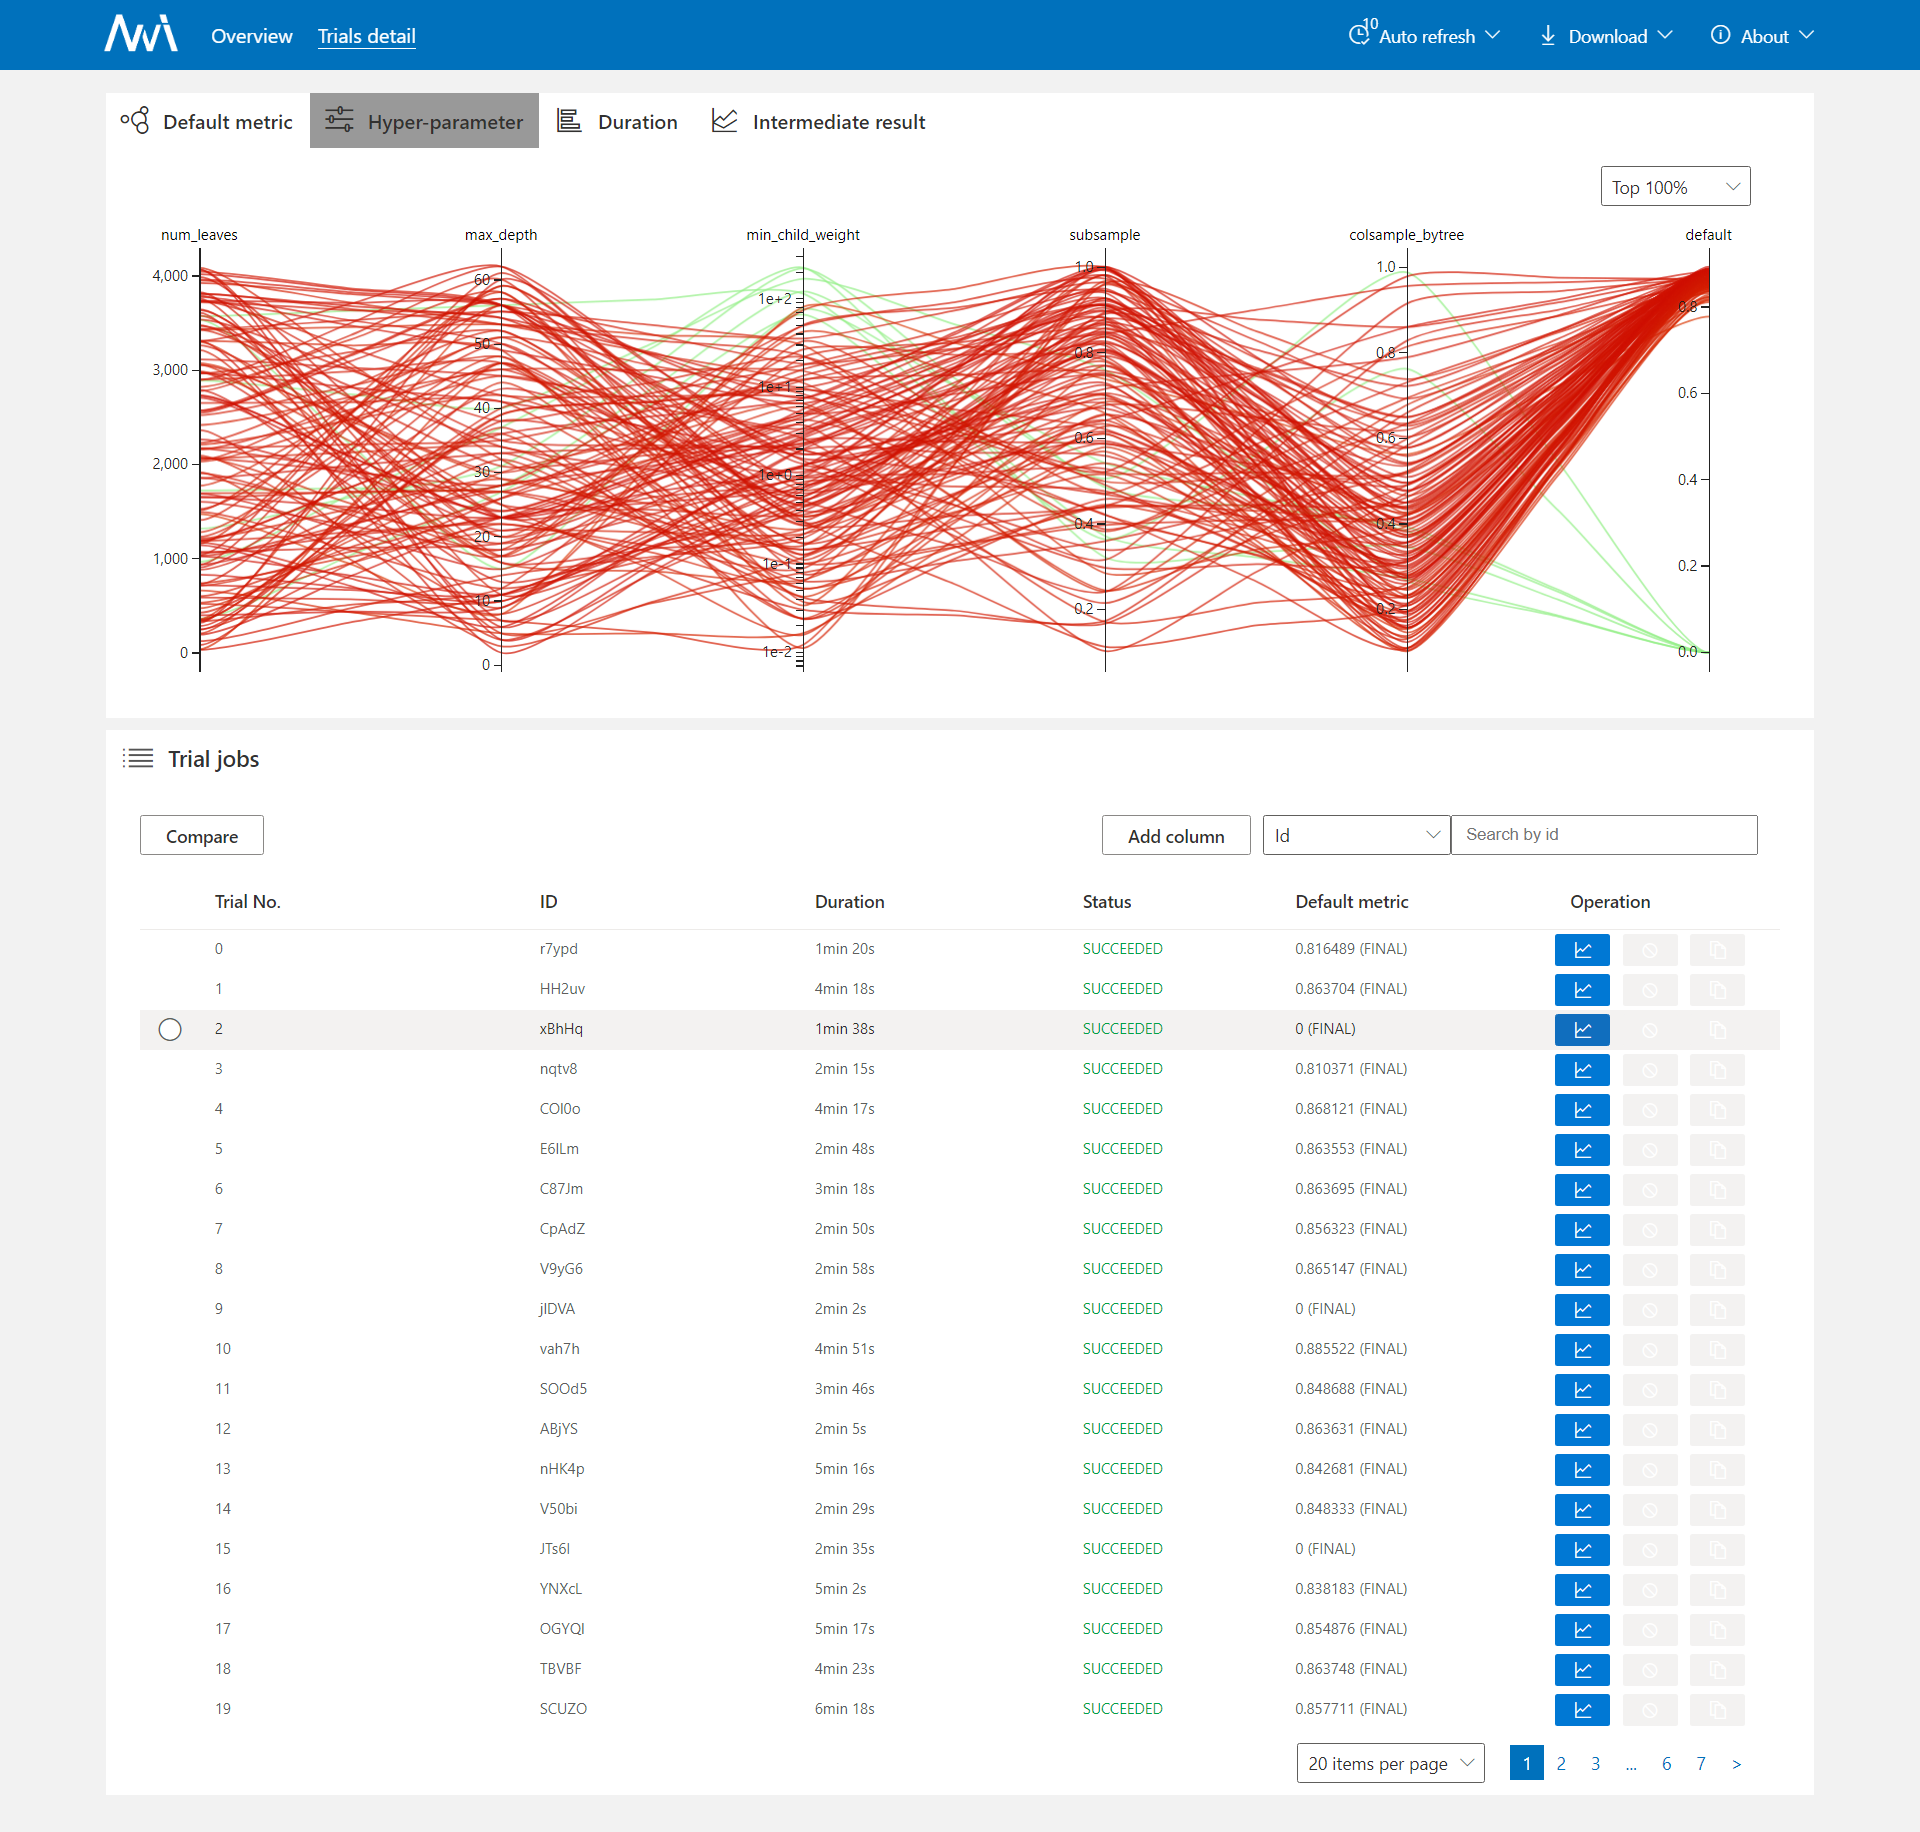 NNI Overview Trials detail 10 Auto refresh Download About
Default metric Hyper-parameter Duration Intermediate result
Top 100%
num_leaves max_depth min_child_weight subsample colsample_bytree default
4,000
3,000
2,000
1,000
0
60
50
40
30
20
10
0
1e+2
1e+1
1e+0
1e-1
1e-2
1.0
0.8
0.6
0.4
0.2
1.0
0.8
0.6
0.4
0.2
0.8
0.6
0.4
0.2
0.0
Trial jobs
Compare Add column Id Search by id
Trial No. ID Duration Status Default metric Operation
0 r7ypd 1min 20s SUCCEEDED 0.816489 (FINAL)
1 HH2uv 4min 18s SUCCEEDED 0.863704 (FINAL)
2 xBhHq 1min 38s SUCCEEDED 0 (FINAL)
3 nqtv8 2min 15s SUCCEEDED 0.810371 (FINAL)
4 COI0o 4min 17s SUCCEEDED 0.868121 (FINAL)
5 E6lLm 2min 48s SUCCEEDED 0.863553 (FINAL)
6 C87Jm 3min 18s SUCCEEDED 0.863695 (FINAL)
7 CpAdZ 2min 50s SUCCEEDED 0.856323 (FINAL)
8 V9yG6 2min 58s SUCCEEDED 0.865147 (FINAL)
9 jIDVA 2min 2s SUCCEEDED 0 (FINAL)
10 vah7h 4min 51s SUCCEEDED 0.885522 (FINAL)
11 SOOd5 3min 46s SUCCEEDED 0.848688 (FINAL)
12 ABjYS 2min 5s SUCCEEDED 0.863631 (FINAL)
13 nHK4p 5min 16s SUCCEEDED 0.842681 (FINAL)
14 V50bi 2min 29s SUCCEEDED 0.848333 (FINAL)
15 JTs6l 2min 35s SUCCEEDED 0 (FINAL)
16 YNXcL 5min 2s SUCCEEDED 0.838183 (FINAL)
17 OGYQI 5min 17s SUCCEEDED 0.854876 (FINAL)
18 TBVBF 4min 23s SUCCEEDED 0.863748 (FINAL)
19 SCUZO 6min 18s SUCCEEDED 0.857711 (FINAL)
20 items per page 1 2 3 ... 6 7 >